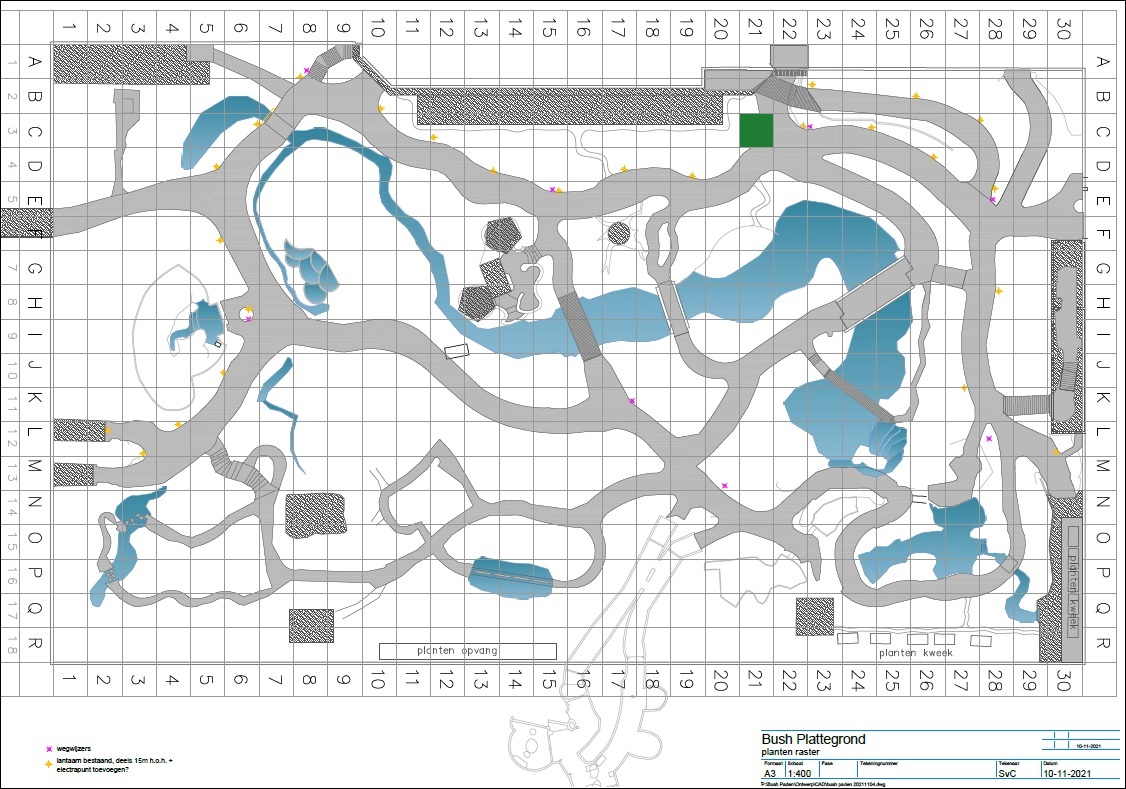 1 2 3 4 5 6 7 8 9 10 11 12 13 14 15 16 17 18 19 20 21 22 23 24 25 26 27 28 29 30
1 A A
2 B B
3 C C
4 D D
5 E E
F F
7 G G
8 H H
9 I I
10 J J
11 K K
12 L L
13 M M
14 N N
15 O O
16 P P
17 Q Q
18 R R
planten kweek
planten opvang
planten kweek
1 2 3 4 5 6 7 8 9 10 11 12 13 14 15 16 17 18 19 20 21 22 23 24 25 26 27 28 29 30
wegwijzers
lantaarn bestaand, deels 15m h.o.h. +
electrapunt toevoegen?
Bush Plattegrond
planten raster
10-11-2021
Formaat School Fase Tekeningnummer Tekenaar Datum
A3 1:400 SvC 10-11-2021
P:\Bush Paden\Ontwerp\CAD\bush paden 20211104.dwg